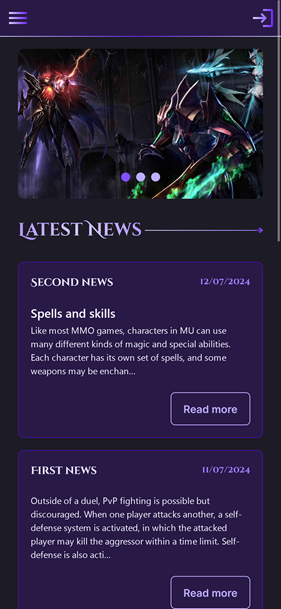 Latest News
Second news
12/07/2024
Spells and skills
Like most MMO games, characters in MU can use
many different kinds of magic and special abilities.
Each character has its own set of spells, and some
weapons may be enchan...
Read more
First news
11/07/2024
Outside of a duel, PvP fighting is possible but
discouraged. When one player attacks another, a self-
defense system is activated, in which the attacked
player may kill the aggressor within a time limit. Self-
defense is also acti...
Read more